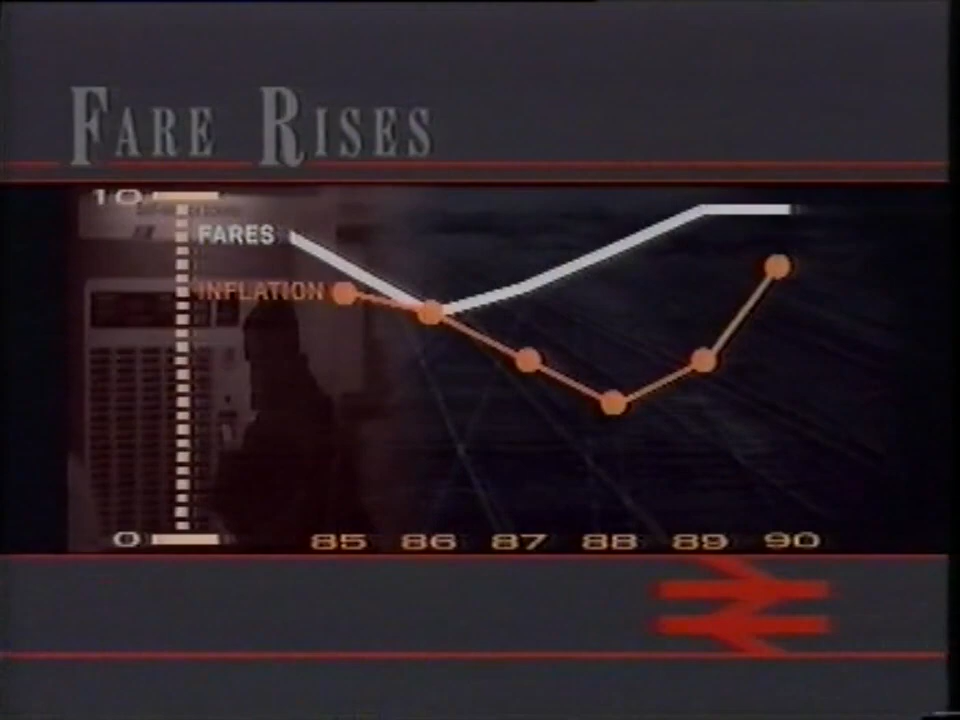 FARE RISES
10
FARES
INFLATION
0
85 86 87 88 89 90